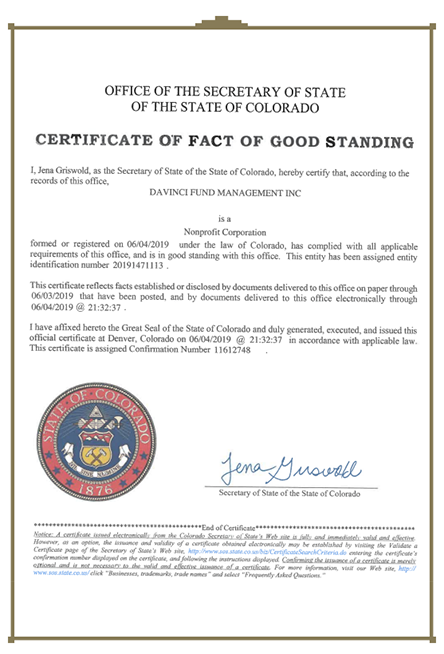 OFFICE OF THE SECRETARY OF STATE
OF THE STATE OF COLORADO
CERTIFICATE OF FACT OF GOOD STANDING
I, Jena Griswold, as the Secretary of State of the State of Colorado, hereby certify that, according to the
records of this office,
DAVINCI FUND MANAGEMENT INC
is a
Nonprofit Corporation
formed or registered on 06/04/2019 under the law of Colorado, has complied with all applicable
requirements of this office, and is in good standing with this office. This entity has been assigned entity
identification number 20191471113 .
This certificate reflects facts established or disclosed by documents delivered to this office on paper through
06/03/2019 that have been posted, and by documents delivered to this office electronically through
06/04/2019 @ 21:32:37 .
I have affixed hereto the Great Seal of the State of Colorado and duly generated, executed, and issued this
official certificate at Denver, Colorado on 06/04/2019 @ 21:32:37 in accordance with applicable law.
This certificate is assigned Confirmation Number 11612748 .
STATE OF COLORADO
NIL SINE NUMINE
1876
Jena Griswold
Secretary of State of the State of Colorado
*********************************************End of Certificate*********************************************
Notice: A certificate issued electronically from the Colorado Secretary of State's Web site is fully and immediately valid and effective.
However, as an option, the issuance and validity of a certificate obtained electronically may be established by visiting the Validate a
Certificate page of the Secretary of State's Web site, http://www.sos.state.co.us/biz/CertificateSearchCriteria.do entering the certificate's
confirmation number displayed on the certificate, and following the instructions displayed. Confirming the issuance of a certificate is merely
optional and is not necessary to the valid and effective issuance of a certificate. For more information, visit our Web site, http://
www.sos.state.co.us/ click "Businesses, trademarks, trade names" and select "Frequently Asked Questions."